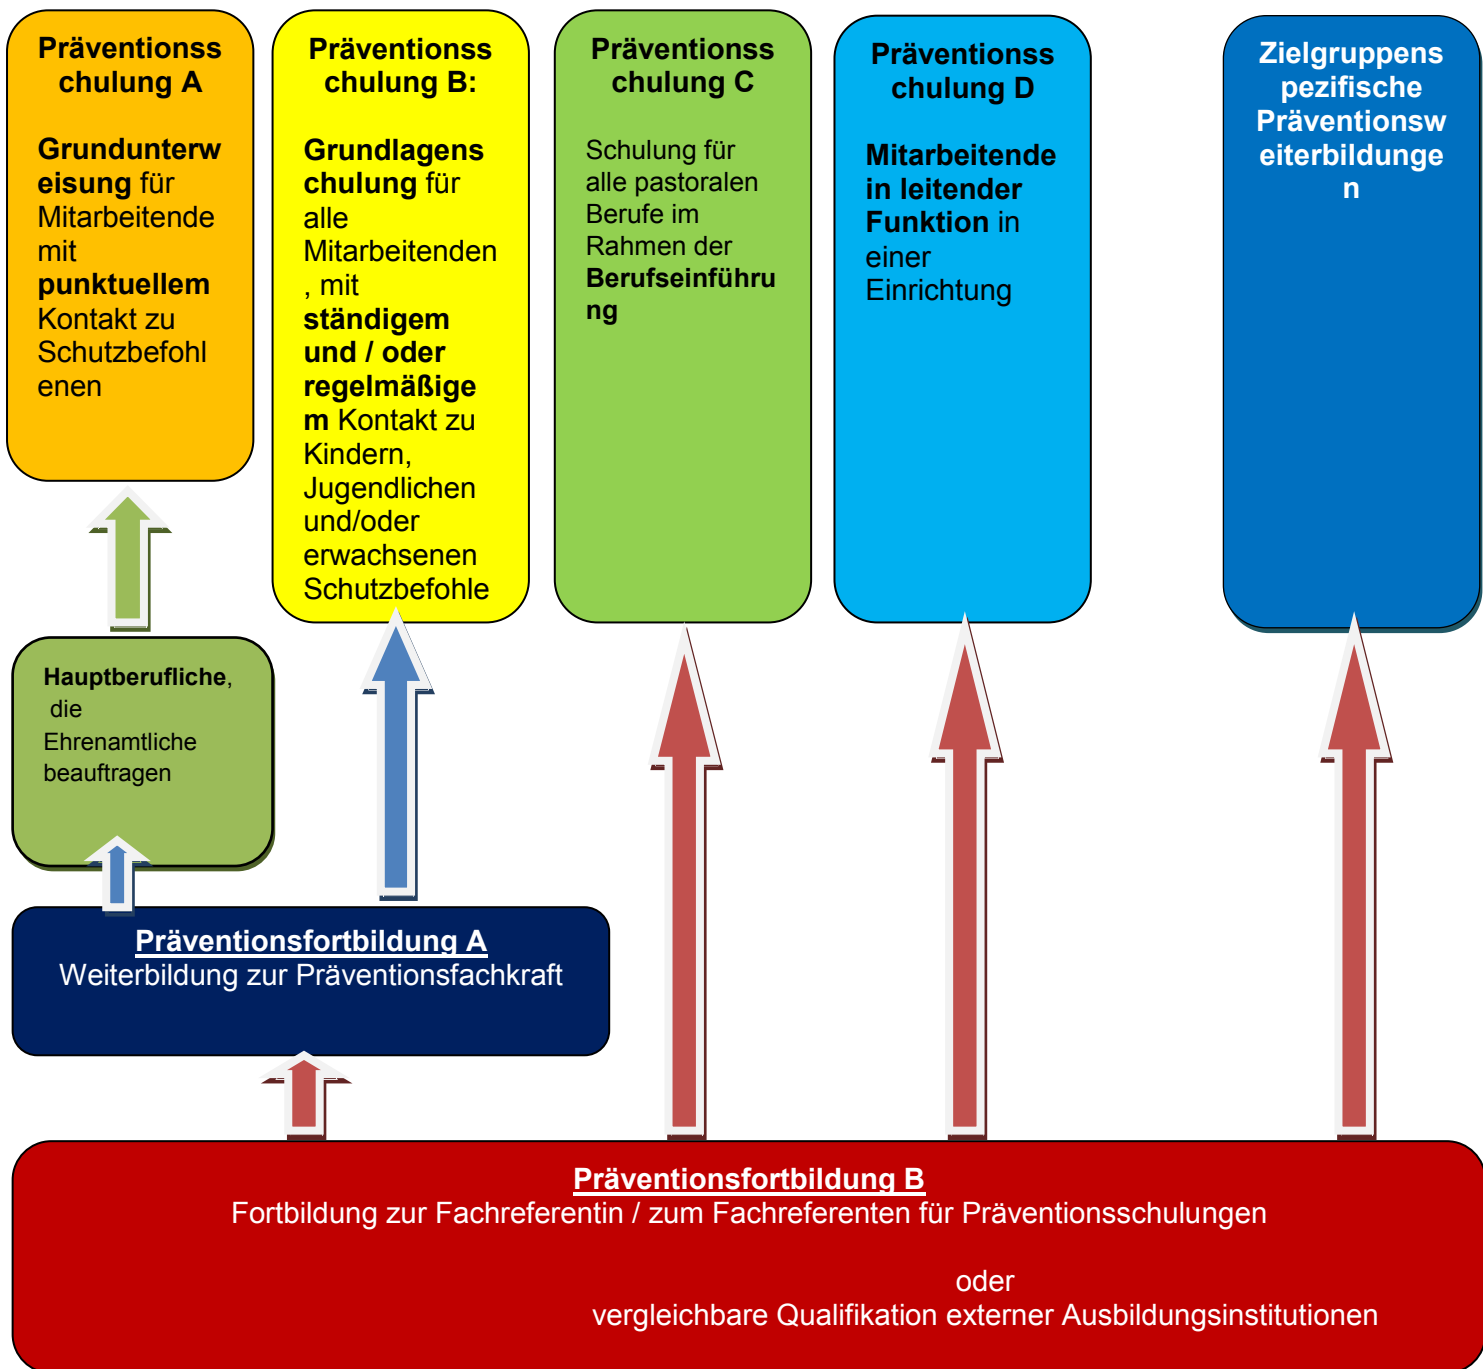 Präventionss
chulung A
Grundunterw
eisung für
Mitarbeitende
mit
punktuellem
Kontakt zu
Schutzbefohl
enen
Präventionss
chulung B:
Grundlagens
chulung für
alle
Mitarbeitenden
, mit
ständigem
und / oder
regelmäßige
m Kontakt zu
Kindern,
Jugendlichen
und/oder
erwachsenen
Schutzbefohle
Präventionss
chulung C
Schulung für
alle pastoralen
Berufe im
Rahmen der
Berufseinführu
ng
Präventionss
chulung D
Mitarbeitende
in leitender
Funktion in
einer
Einrichtung
Zielgruppens
pezifische
Präventionsw
eiterbildunge
n
Hauptberufliche,
die
Ehrenamtliche
beauftragen
Präventionsfortbildung A
Weiterbildung zur Präventionsfachkraft
Präventionsfortbildung B
Fortbildung zur Fachreferentin / zum Fachreferenten für Präventionsschulungen
oder
vergleichbare Qualifikation externer Ausbildungsinstitutionen